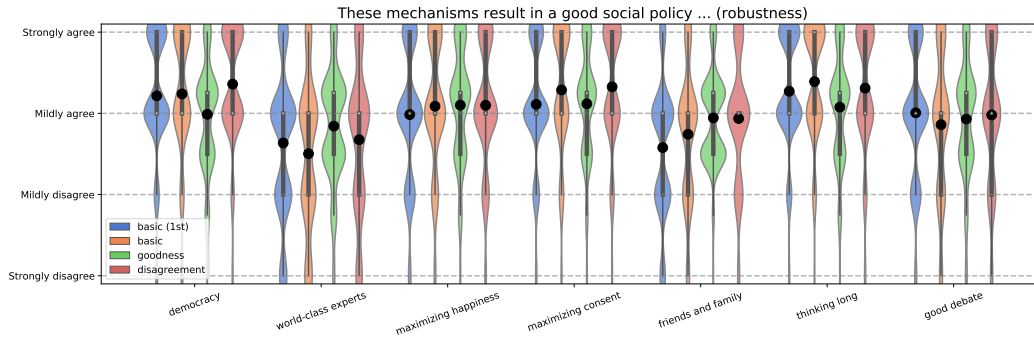 These mechanisms result in a good social policy ... (robustness)
Strongly agree
Mildly agree
Mildly disagree
Strongly disagree
basic (1st)
basic
goodness
disagreement
democracy
world-class experts
maximizing happiness
maximizing consent
friends and family
thinking long
good debate